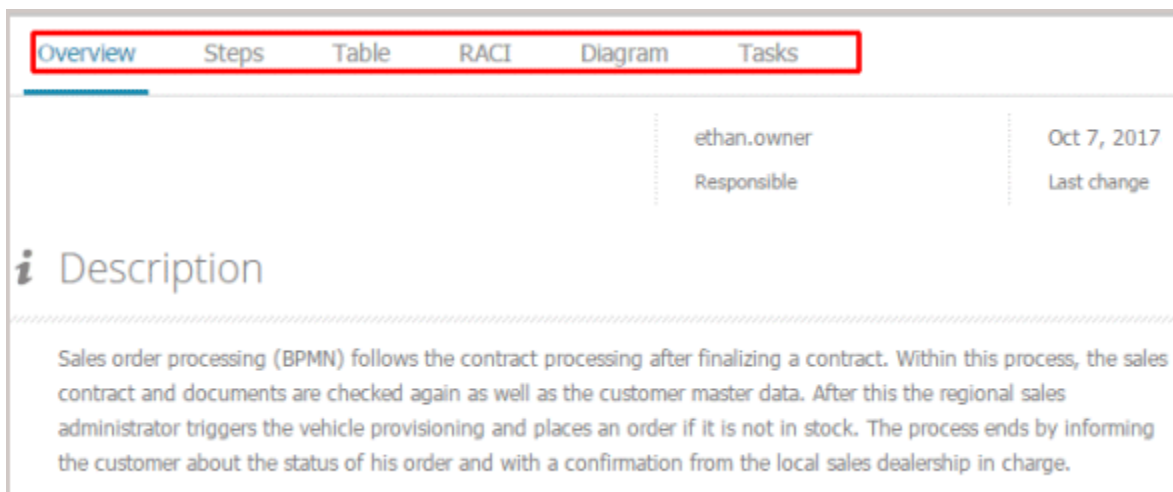 Overview Steps Table RACI Diagram Tasks
ethan.owner Oct 7, 2017
Responsible Last change
i Description
Sales order processing (BPMN) follows the contract processing after finalizing a contract. Within this process, the sales
contract and documents are checked again as well as the customer master data. After this the regional sales
administrator triggers the vehicle provisioning and places an order if it is not in stock. The process ends by informing
the customer about the status of his order and with a confirmation from the local sales dealership in charge.